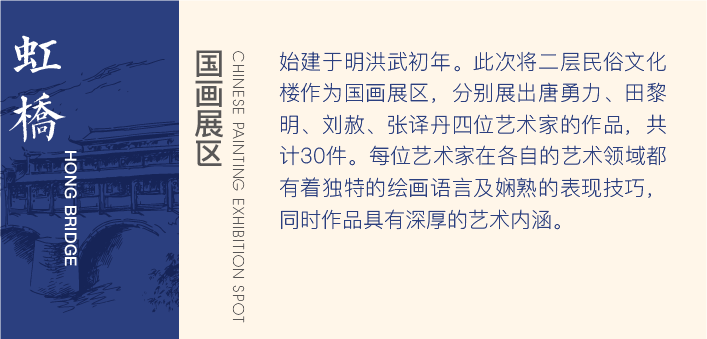 虹橋
HONG BRIDGE
国画展区
CHINESE PAINTING EXHIBITION SPOT
始建于明洪武初年。此次将二层民俗文化
楼作为国画展区，分别展出唐勇力、田黎
明、刘赦、张译丹四位艺术家的作品，共
计30件。每位艺术家在各自的艺术领域都
有着独特的绘画语言及娴熟的表现技巧，
同时作品具有深厚的艺术内涵。